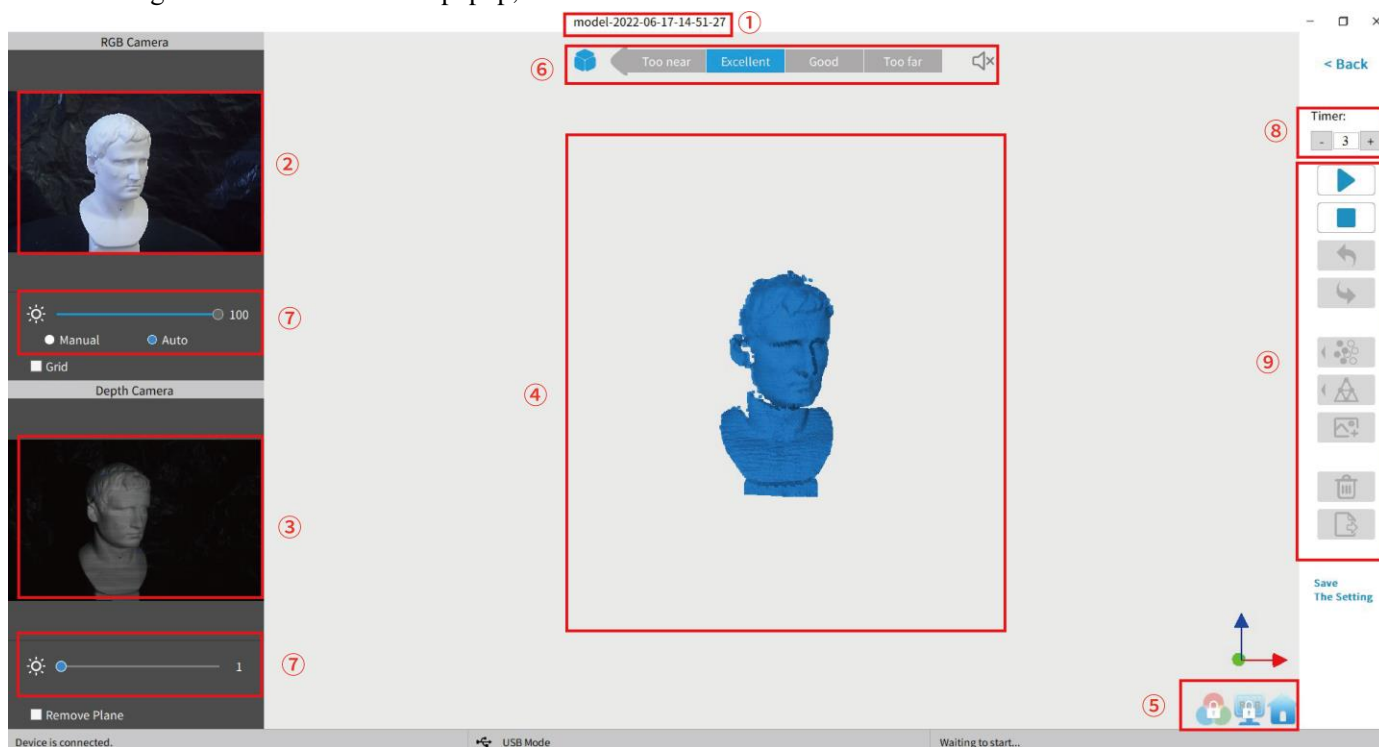 model-2022-06-17-14-51-27 ①
RGB Camera
⑥ Too near Excellent Good Too far
< Back
Timer:
⑧ - 3 +
②
100 ⑦
Manual Auto
Grid
⑨
Depth Camera
④
③
Save
The Setting
1 ⑦
⑤
Remove Plane
Device is connected. USB Mode Waiting to start...